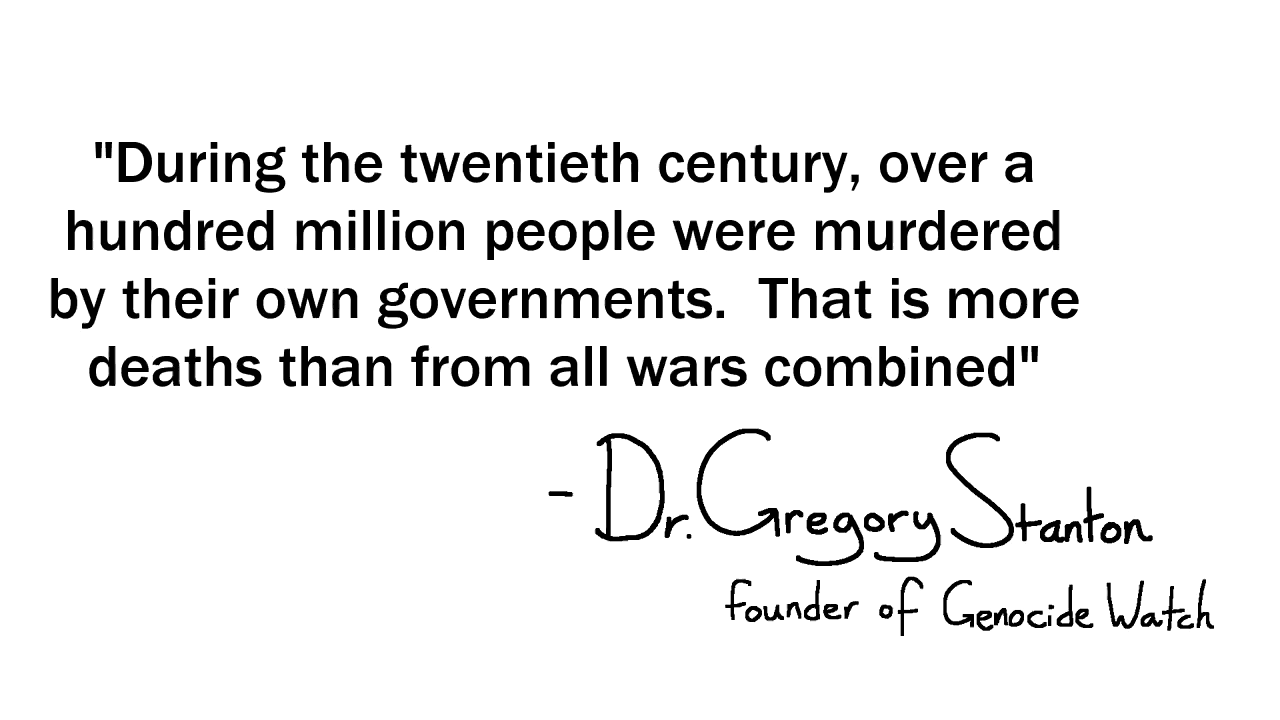 "During the twentieth century, over a
hundred million people were murdered
by their own governments.  That is more
deaths than from all wars combined"
- Dr. Gregory Stanton
founder of Genocide Watch